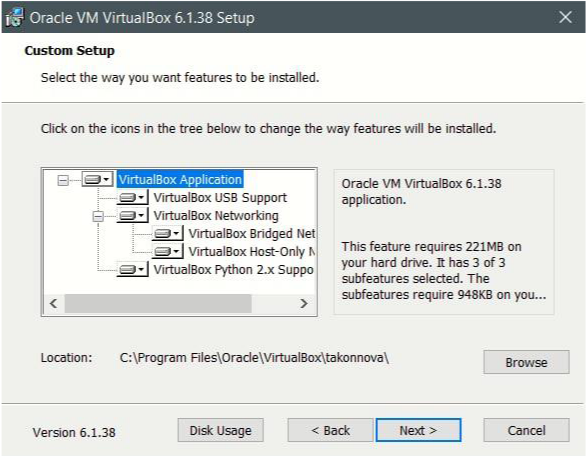 Oracle VM VirtualBox 6.1.38 Setup
Custom Setup
Select the way you want features to be installed.
Click on the icons in the tree below to change the way features will be installed.
VirtualBox Application
VirtualBox USB Support
VirtualBox Networking
VirtualBox Bridged Net
VirtualBox Host-Only N
VirtualBox Python 2.x Suppo
Oracle VM VirtualBox 6.1.38
application.
This feature requires 221MB on
your hard drive. It has 3 of 3
subfeatures selected. The
subfeatures require 948KB on you...
Location: C:\Program Files\Oracle\VirtualBox\takonnova\
Browse
Version 6.1.38
Disk Usage
< Back
Next >
Cancel